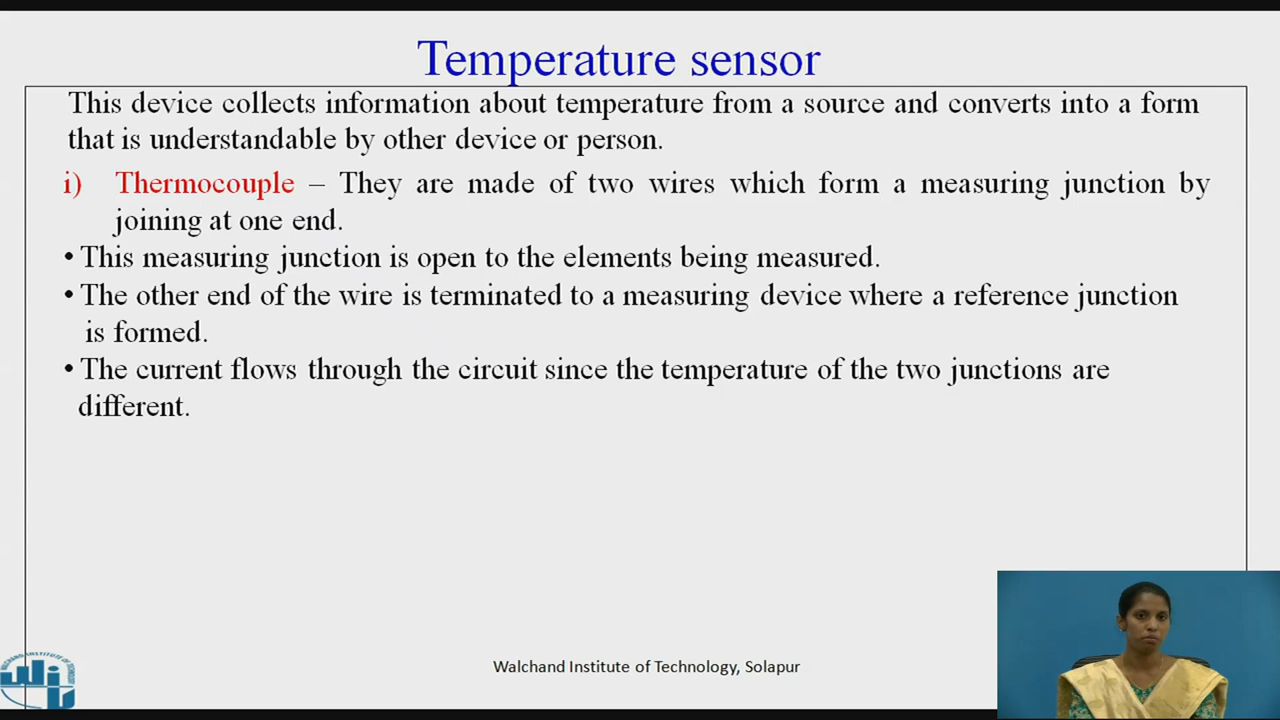 Temperature sensor
This device collects information about temperature from a source and converts into a form
that is understandable by other device or person.
i) Thermocouple – They are made of two wires which form a measuring junction by
joining at one end.
• This measuring junction is open to the elements being measured.
• The other end of the wire is terminated to a measuring device where a reference junction
is formed.
• The current flows through the circuit since the temperature of the two junctions are
different.
Walchand Institute of Technology, Solapur